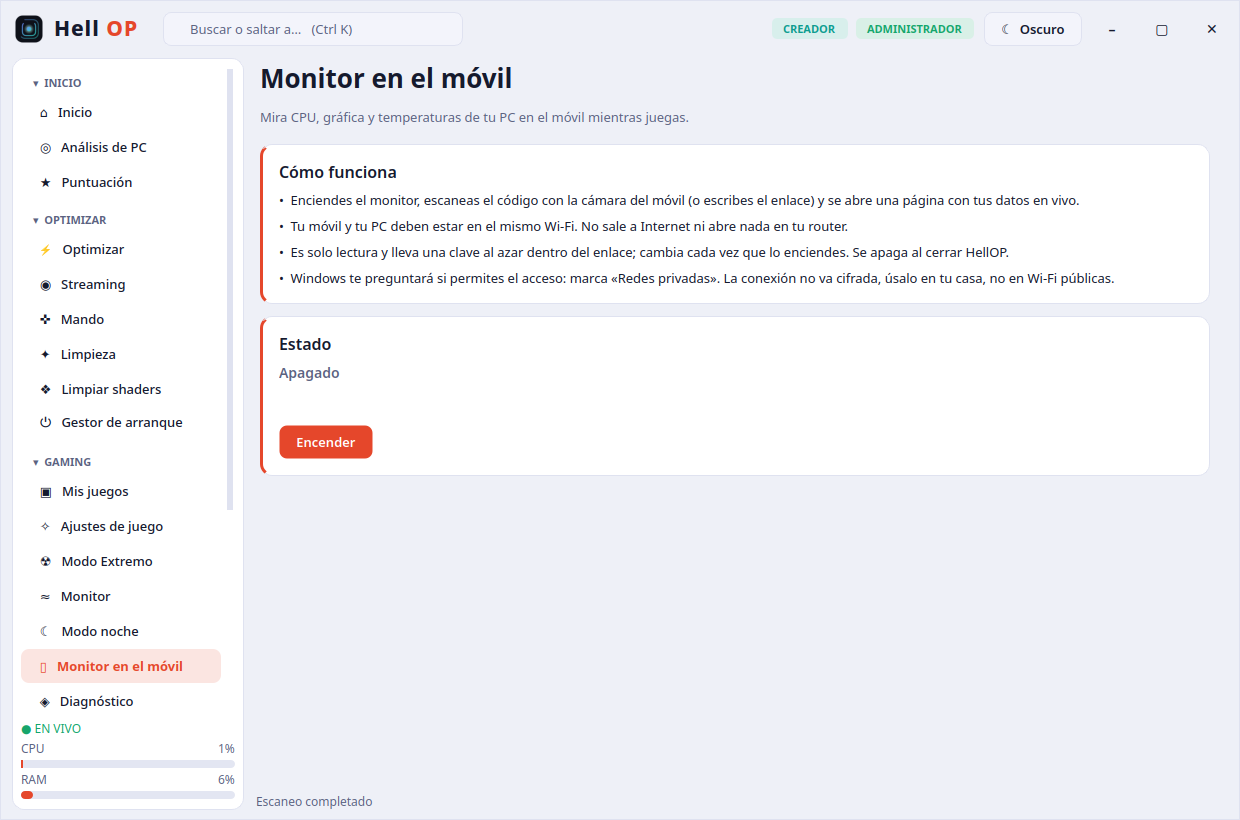 Hell OP
Buscar o saltar a... (Ctrl K)
CREADOR
ADMINISTRADOR
Oscuro
INICIO
Inicio
Análisis de PC
Puntuación
OPTIMIZAR
Optimizar
Streaming
Mando
Limpieza
Limpiar shaders
Gestor de arranque
GAMING
Mis juegos
Ajustes de juego
Modo Extremo
Monitor
Modo noche
Monitor en el móvil
Diagnóstico
EN VIVO
CPU 1%
RAM 6%
Monitor en el móvil
Mira CPU, gráfica y temperaturas de tu PC en el móvil mientras juegas.
Cómo funciona
• Enciendes el monitor, escaneas el código con la cámara del móvil (o escribes el enlace) y se abre una página con tus datos en vivo.
• Tu móvil y tu PC deben estar en el mismo Wi-Fi. No sale a Internet ni abre nada en tu router.
• Es solo lectura y lleva una clave al azar dentro del enlace; cambia cada vez que lo enciendes. Se apaga al cerrar HellOP.
• Windows te preguntará si permites el acceso: marca «Redes privadas». La conexión no va cifrada, úsalo en tu casa, no en Wi-Fi públicas.
Estado
Apagado
Encender
Escaneo completado